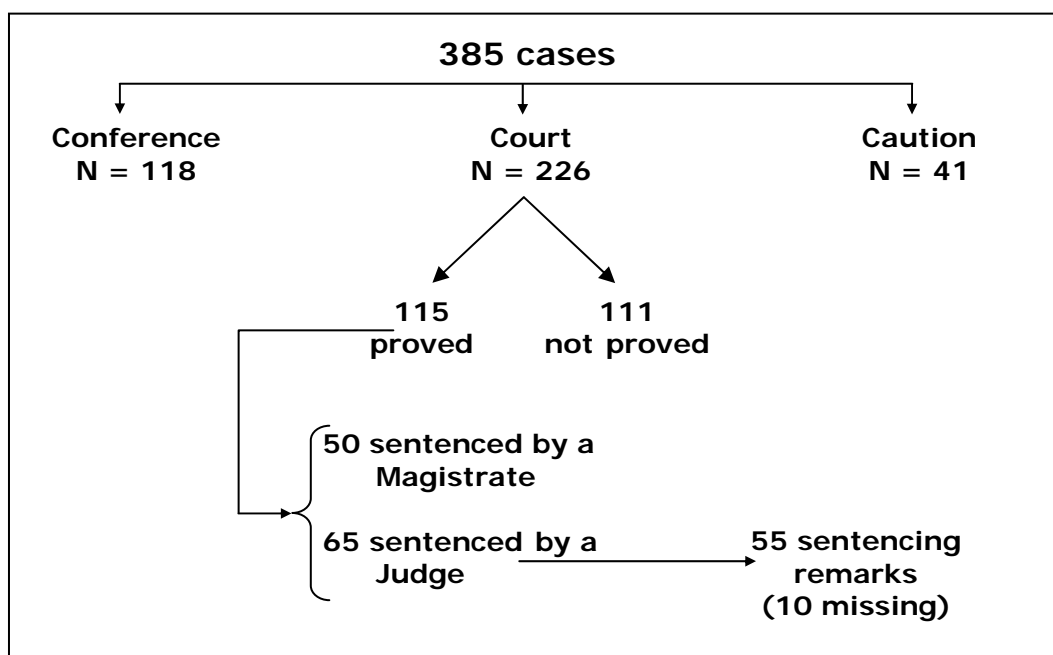 385 cases
Conference
N = 118
Court
N = 226
Caution
N = 41
115
proved
111
not proved
50 sentenced by a
Magistrate
65 sentenced by a
Judge
55 sentencing
remarks
(10 missing)